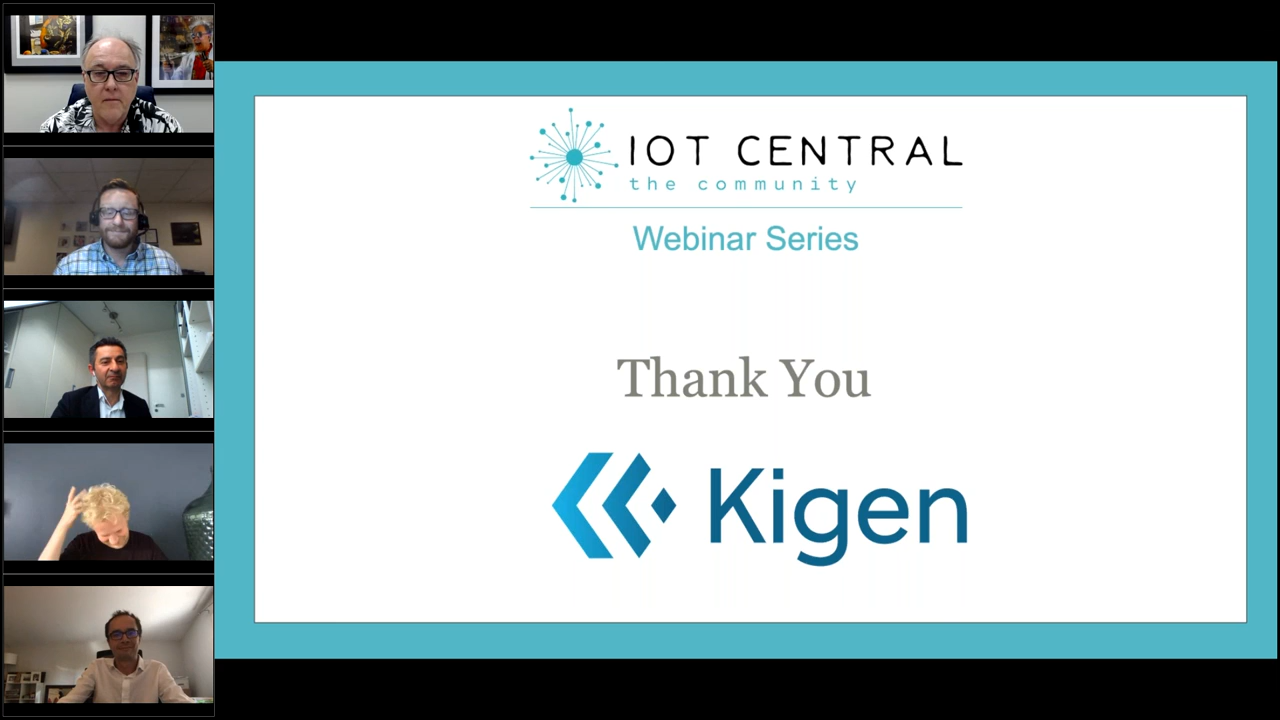 IOT CENTRAL
the community
Webinar Series
Thank You
Kigen